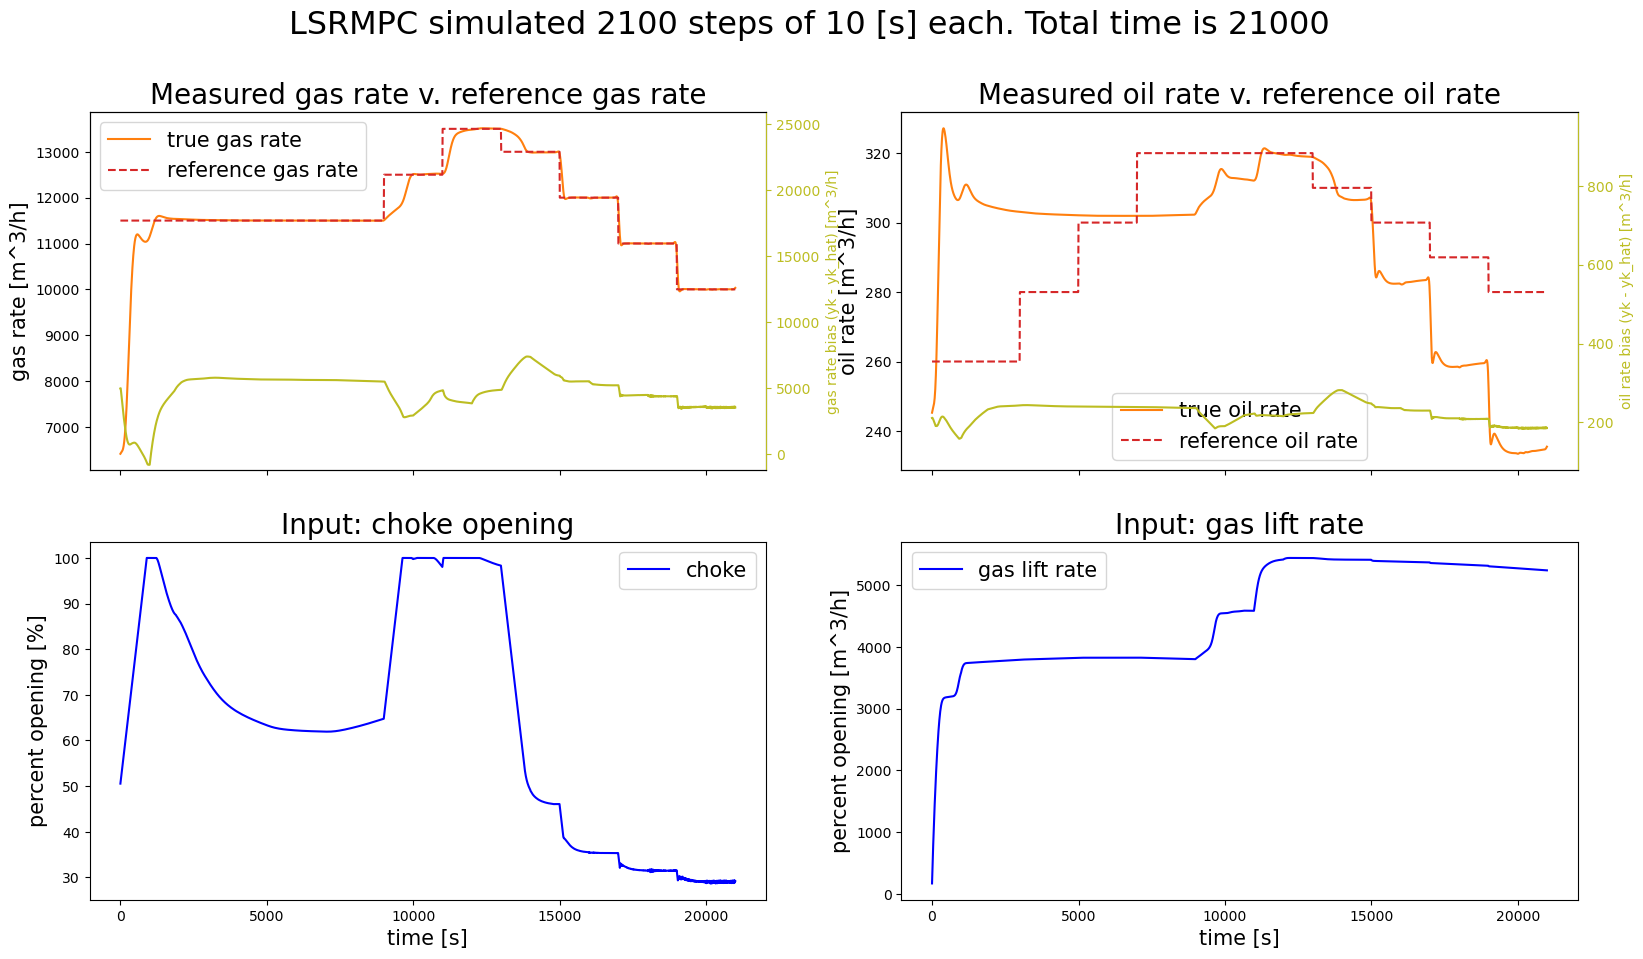 LSRMPC simulated 2100 steps of 10 [s] each. Total time is 21000
Measured gas rate v. reference gas rate
true gas rate
reference gas rate
gas rate [m^3/h]
13000
12000
11000
10000
9000
8000
7000
25000
20000
15000
10000
5000
0
gas rate bias (yk - yk_hat) [m^3/h]
Measured oil rate v. reference oil rate
oil rate [m^3/h]
320
300
280
260
240
true oil rate
reference oil rate
800
600
400
200
oil rate bias (yk - yk_hat) [m^3/h]
Input: choke opening
choke
percent opening [%]
100
90
80
70
60
50
40
30
0
5000
10000
15000
20000
time [s]
Input: gas lift rate
gas lift rate
percent opening [m^3/h]
5000
4000
3000
2000
1000
0
0
5000
10000
15000
20000
time [s]